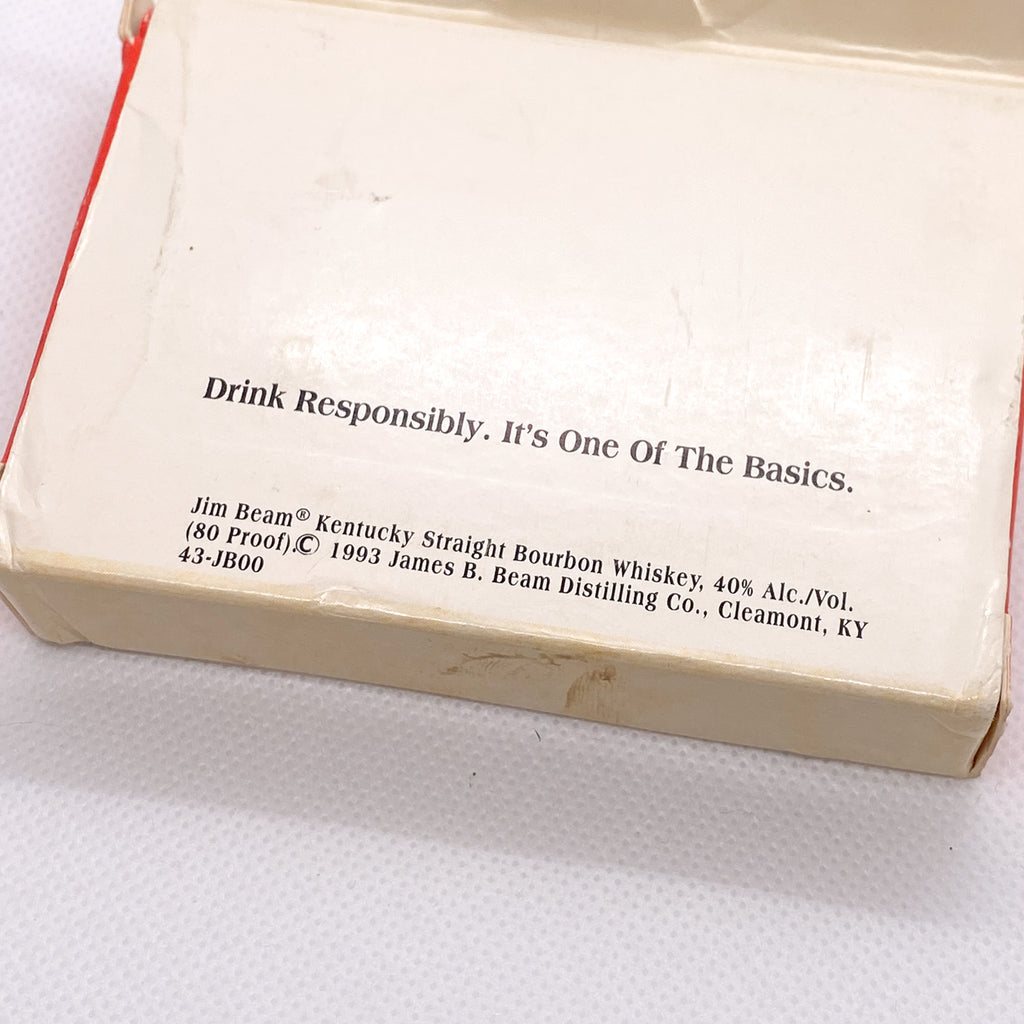 Drink Responsibly. It's One Of The Basics.
Jim Beam® Kentucky Straight Bourbon Whiskey, 40% Alc./Vol.
(80 Proof).© 1993 James B. Beam Distilling Co., Cleamont, KY
43-JB00